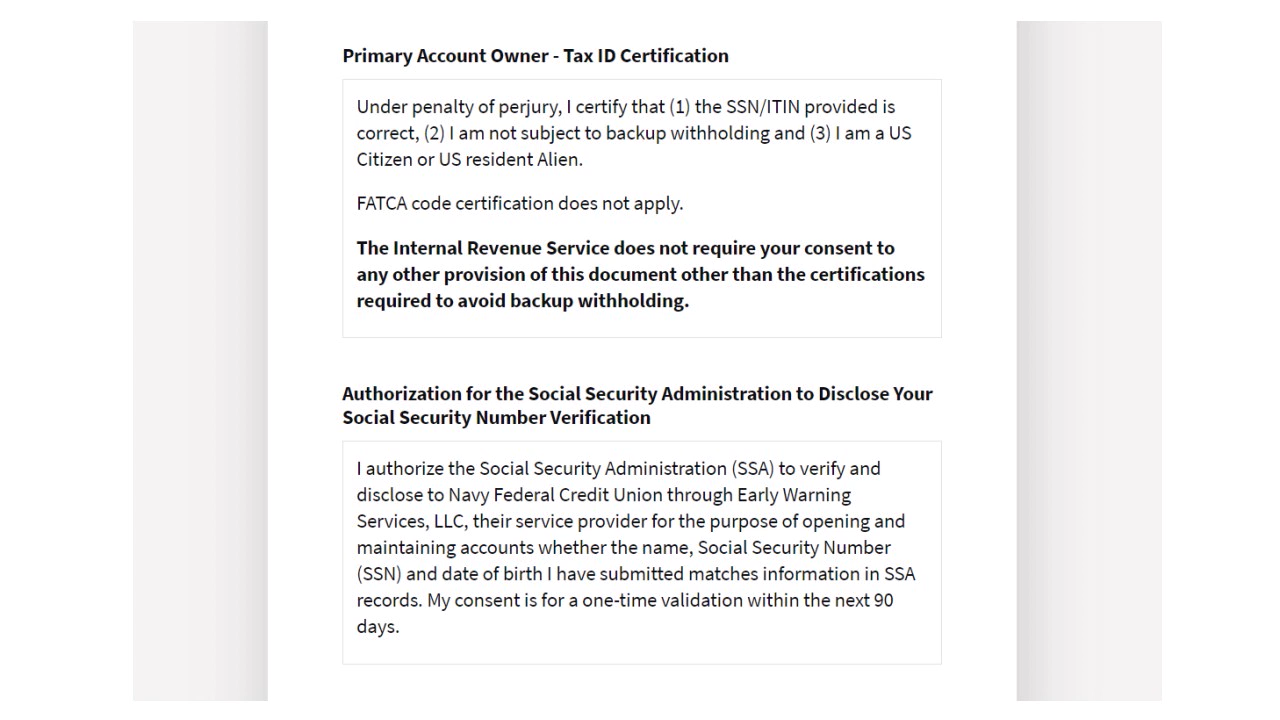 Primary Account Owner - Tax ID Certification
Under penalty of perjury, I certify that (1) the SSN/ITIN provided is
correct, (2) I am not subject to backup withholding and (3) I am a US
Citizen or US resident Alien.
FATCA code certification does not apply.
The Internal Revenue Service does not require your consent to
any other provision of this document other than the certifications
required to avoid backup withholding.
Authorization for the Social Security Administration to Disclose Your
Social Security Number Verification
I authorize the Social Security Administration (SSA) to verify and
disclose to Navy Federal Credit Union through Early Warning
Services, LLC, their service provider for the purpose of opening and
maintaining accounts whether the name, Social Security Number
(SSN) and date of birth I have submitted matches information in SSA
records. My consent is for a one-time validation within the next 90
days.